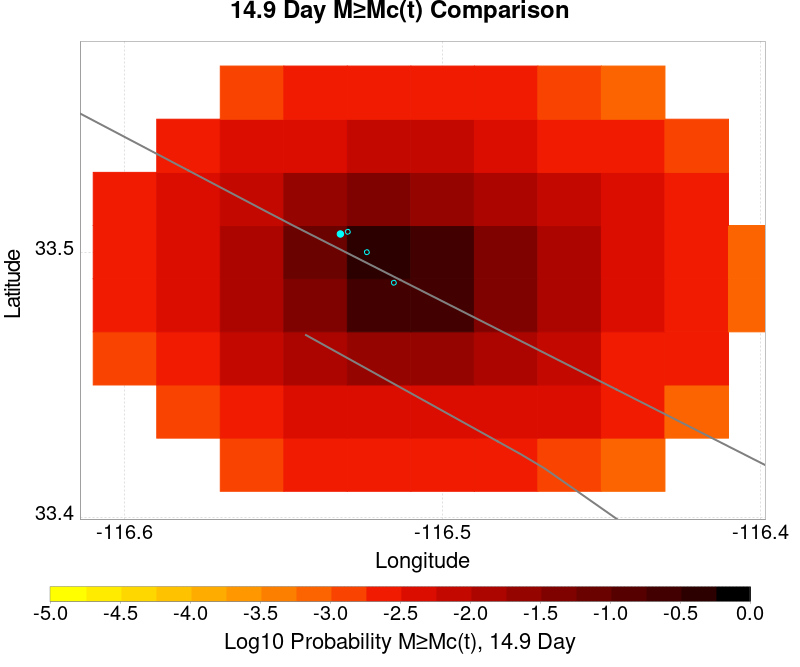 14.9 Day M≥Mc(t) Comparison
Latitude
33.5
33.4
-116.6 -116.5 -116.4
Longitude
-5.0 -4.5 -4.0 -3.5 -3.0 -2.5 -2.0 -1.5 -1.0 -0.5 0.0
Log10 Probability M≥Mc(t), 14.9 Day